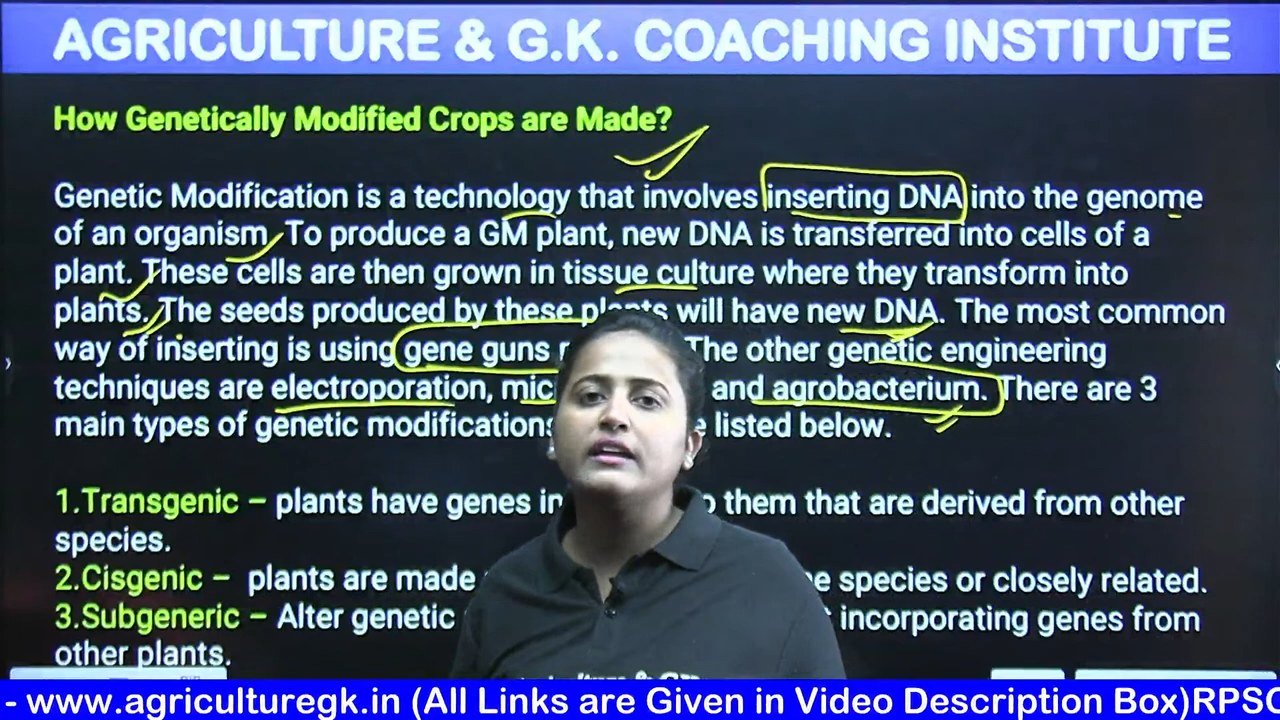 AGRICULTURE & G.K. COACHING INSTITUTE
How Genetically Modified Crops are Made?
Genetic Modification is a technology that involves inserting DNA into the genome
of an organism. To produce a GM plant, new DNA is transferred into cells of a
plant. These cells are then grown in tissue culture where they transform into
plants. The seeds produced by these plants will have new DNA. The most common
way of inserting is using gene guns The other genetic engineering
techniques are electroporation, and agrobacterium. There are 3
main types of genetic modifications listed below.
1.Transgenic – plants have genes them that are derived from other
species.
2.Cisgenic – plants are made species or closely related.
3.Subgeneric – Alter genetic incorporating genes from
other plants.
- www.agriculturegk.in (All Links are Given in Video Description Box)RPSC